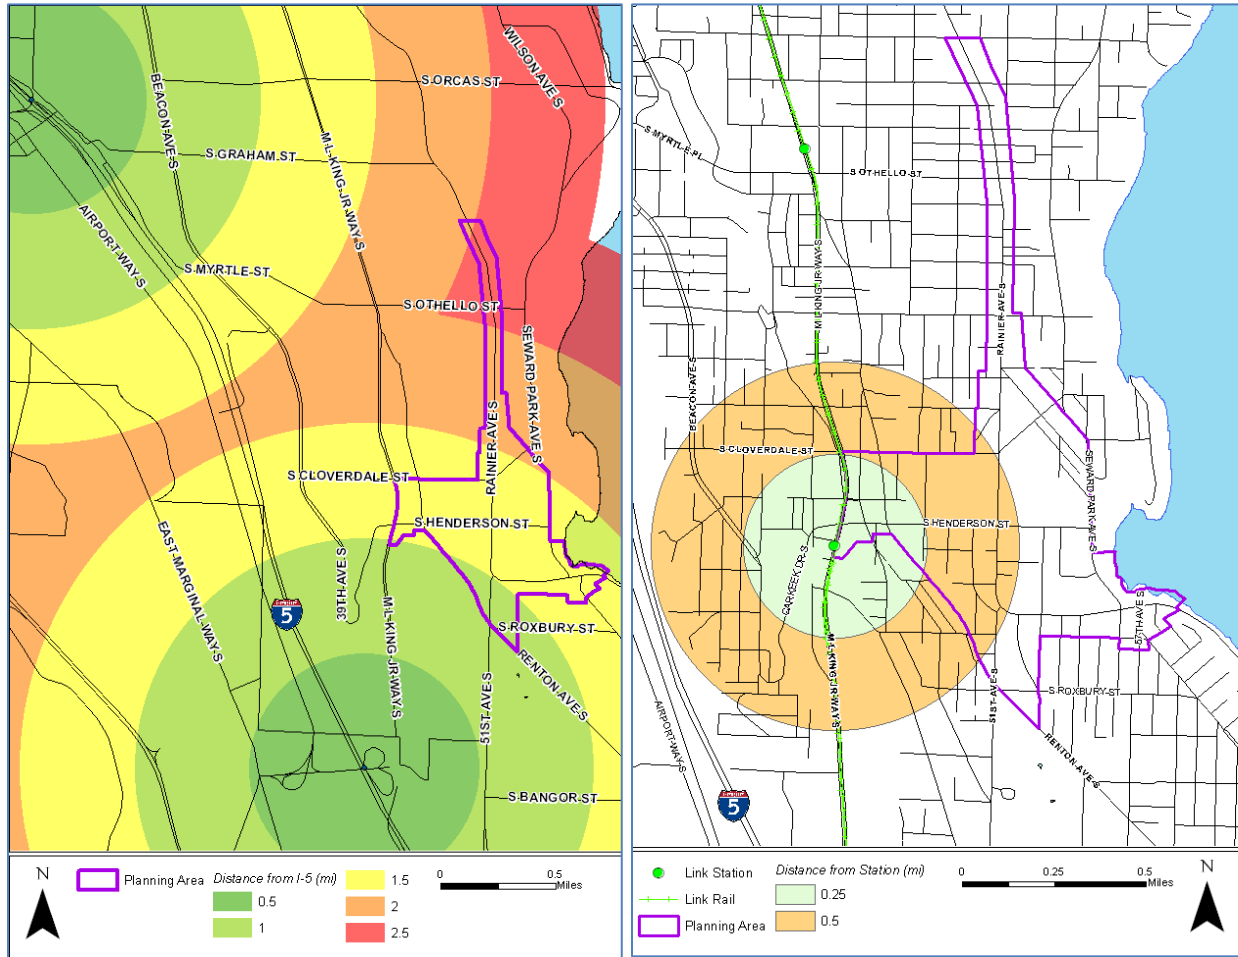 WILSON AVE S
BEACON AVE S
S ORCAS ST
S GRAHAM ST
M L KING JR WAY S
AIRPORT WAY S
S MYRTLE ST
S OTHELLO ST
SEWARD PARK AVE S
RAINIER AVE S
S CLOVERDALE ST
S HENDERSON ST
EAST MARGINAL WAY S
39TH AVE S
5
M L KING JR WAY S
S ROXBURY ST
RENTON AVE S
51ST AVE S
S BANGOR ST
N
Planning Area
Distance from I-5 (mi)
0.5
1
1.5
2
2.5
0 0.5
Miles
S MYRTLE PL
S OTHELLO ST
M L KING JR WAY S
RAINIER AVE S
BEACON AVE S
S CLOVERDALE ST
SEWARD PARK AVE S
S HENDERSON ST
CARKEEK DR S
57TH AVE S
M L KING JR WAY S
S ROXBURY ST
51ST AVE S
AIRPORT WAY S
RENTON AVE S
5
Link Station
Link Rail
Planning Area
Distance from Station (mi)
0.25
0.5
0 0.25 0.5
Miles
N